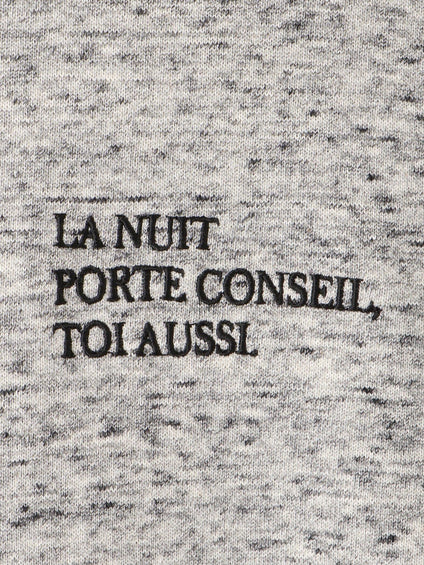 LA NUIT
PORTE CONSEIL,
TOI AUSSI.